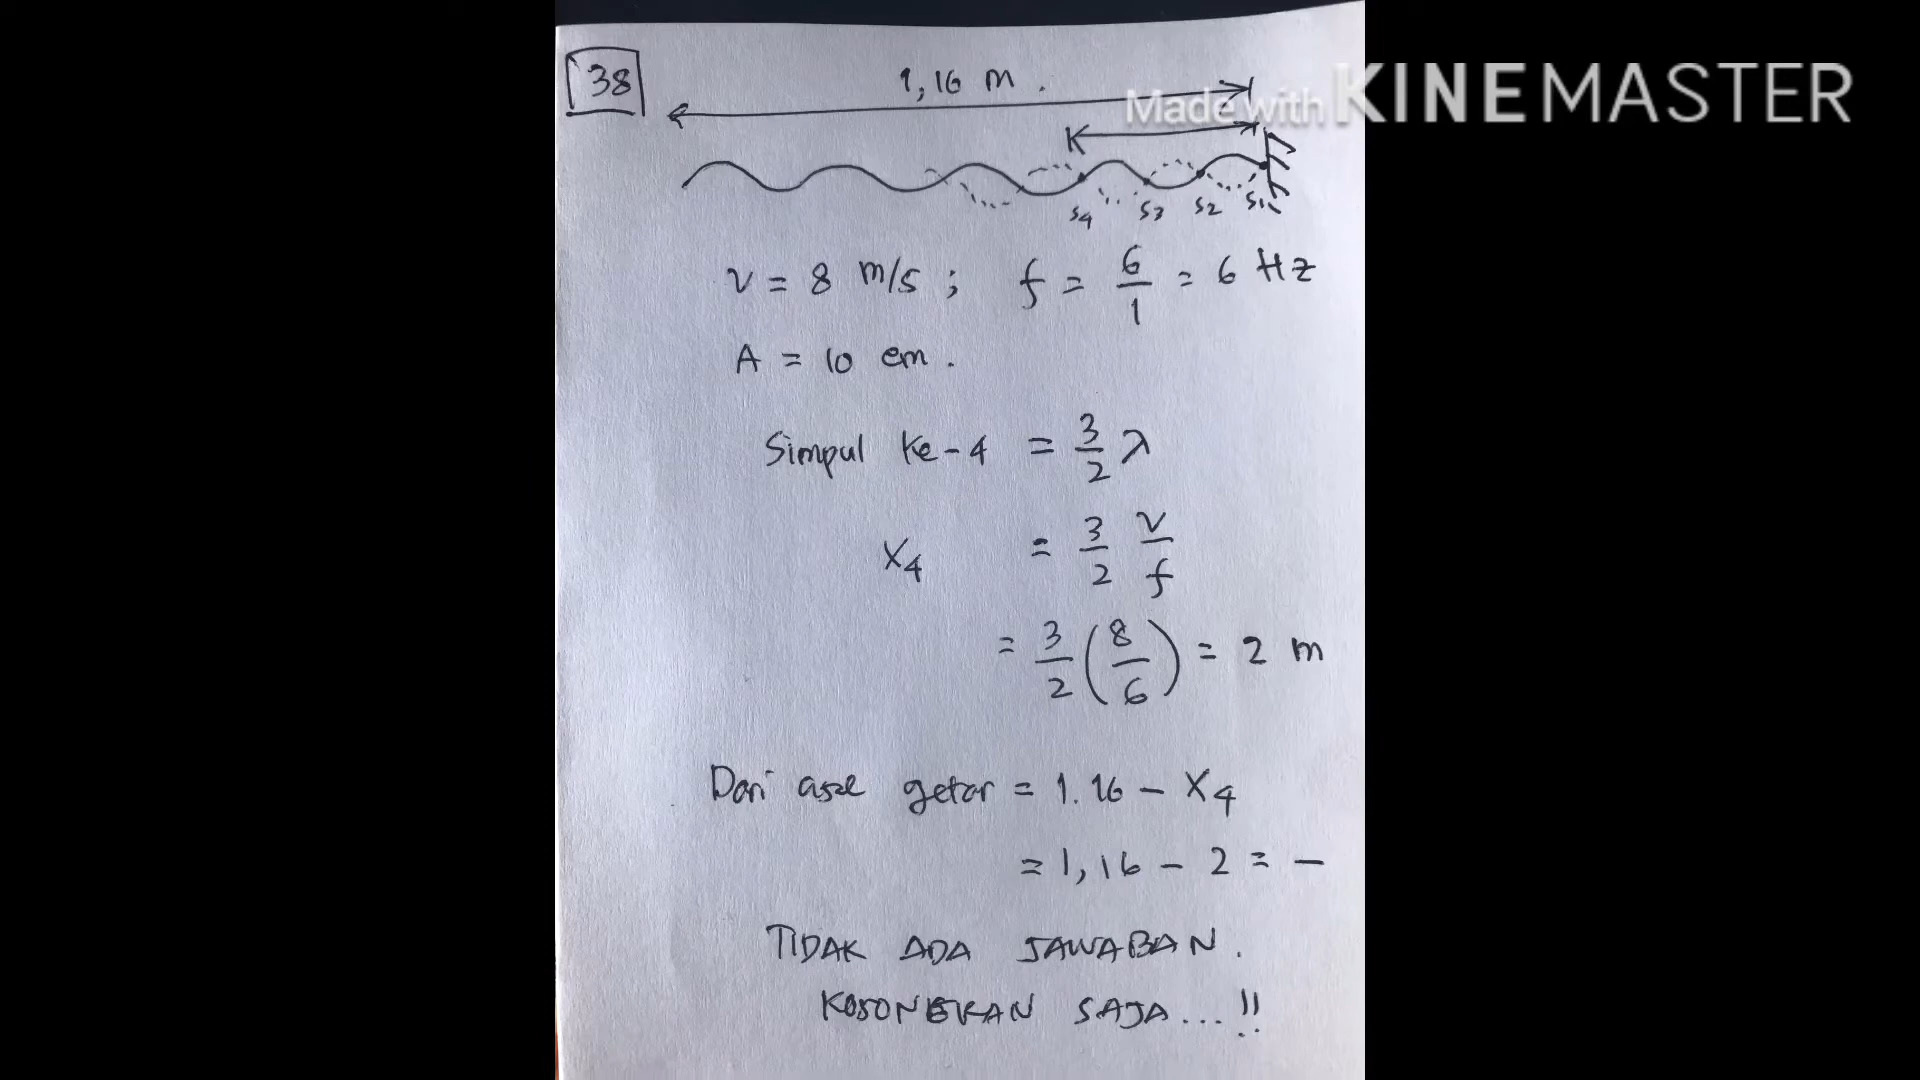 38
1,16 m.
Made with KINEMASTER
S4 S3 S2 S1
v = 8 m/s ; f = 6/1 = 6 Hz
A = 10 cm.
Simpul ke-4 = 3/2 λ
X4 = 3/2 v/f
= 3/2 (8/6) = 2 m
Dari asal getar = 1.16 - X4
= 1,16 - 2 = -
TIDAK ADA JAWABAN.
KOSONGKAN SAJA...!!